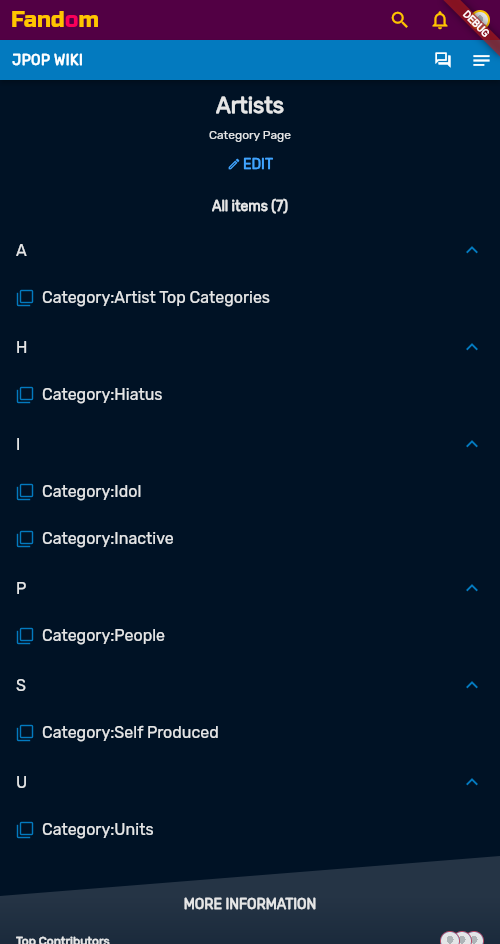 Fandom
DEBUG
JPOP WIKI
Artists
Category Page
EDIT
All items (7)
A
Category:Artist Top Categories
H
Category:Hiatus
I
Category:Idol
Category:Inactive
P
Category:People
S
Category:Self Produced
U
Category:Units
MORE INFORMATION
Top Contributors